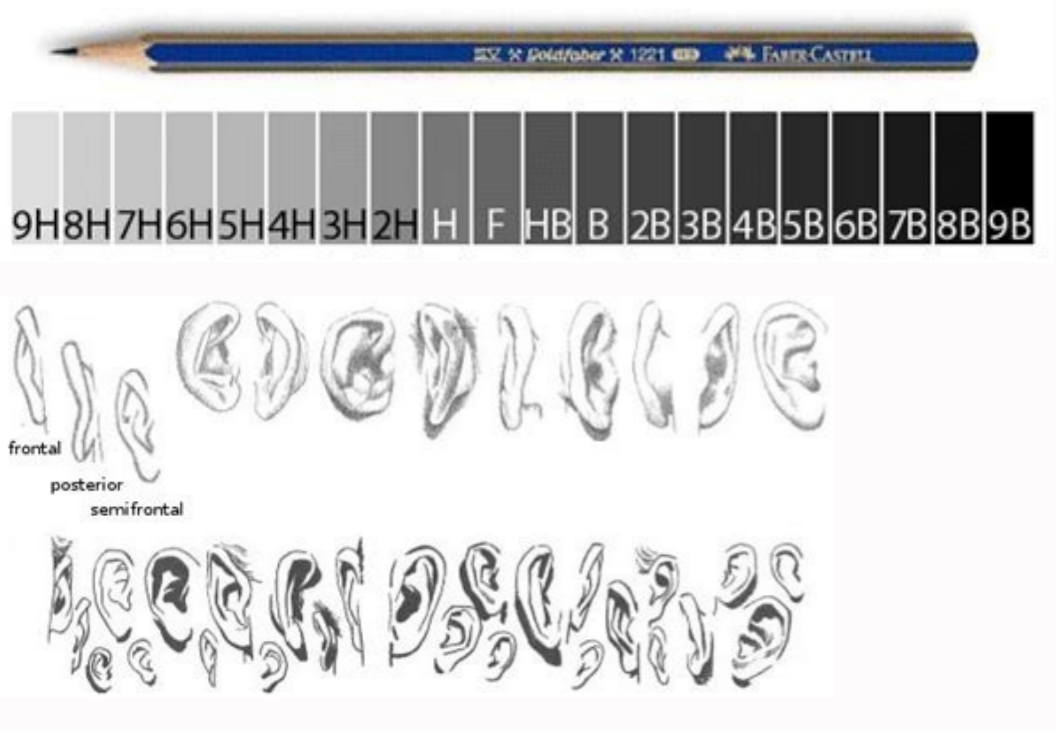 Goldfaber 1221 HB FABER-CASTELL
9H 8H 7H 6H 5H 4H 3H 2H H F HB B 2B 3B 4B 5B 6B 7B 8B 9B
frontal
posterior
semifrontal